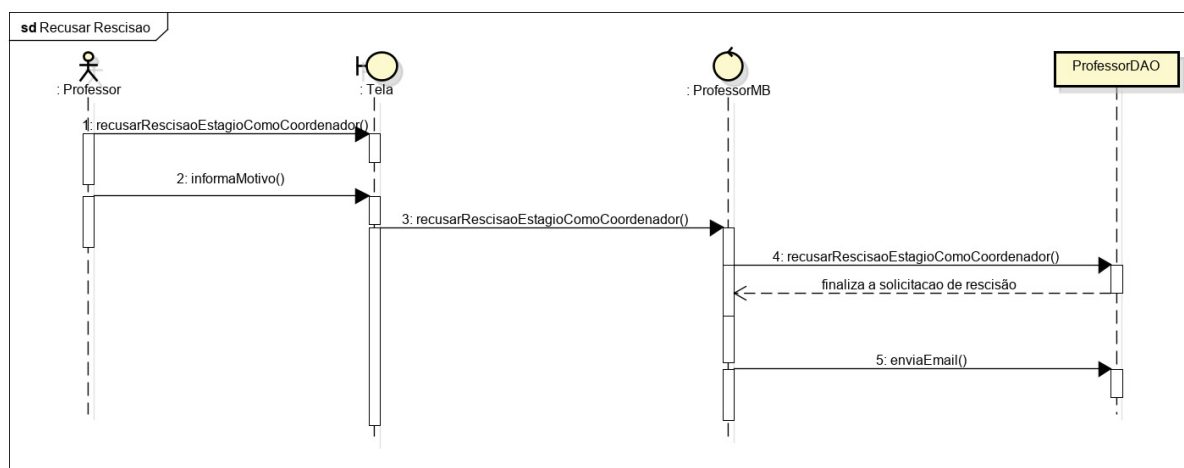 sd Recusar Rescisao
: Professor
: Tela
: ProfessorMB
ProfessorDAO
1: recusarRescisaoEstagioComoCoordenador()
2: informaMotivo()
3: recusarRescisaoEstagioComoCoordenador()
4: recusarRescisaoEstagioComoCoordenador()
finaliza a solicitacao de rescisão
5: enviaEmail()